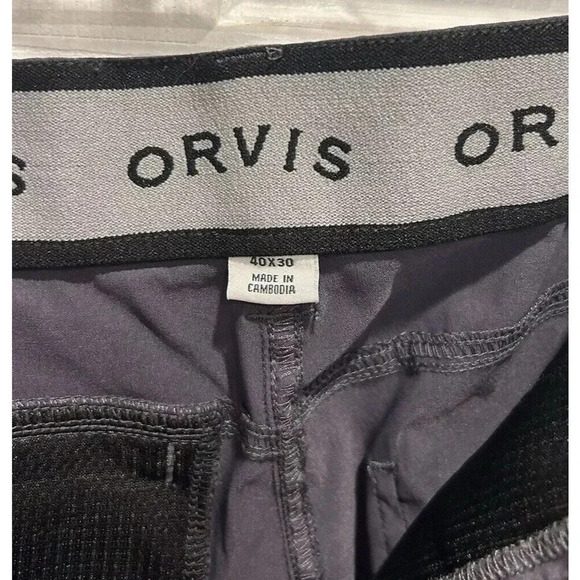 S ORVIS OR
40X30
MADE IN
CAMBODIA